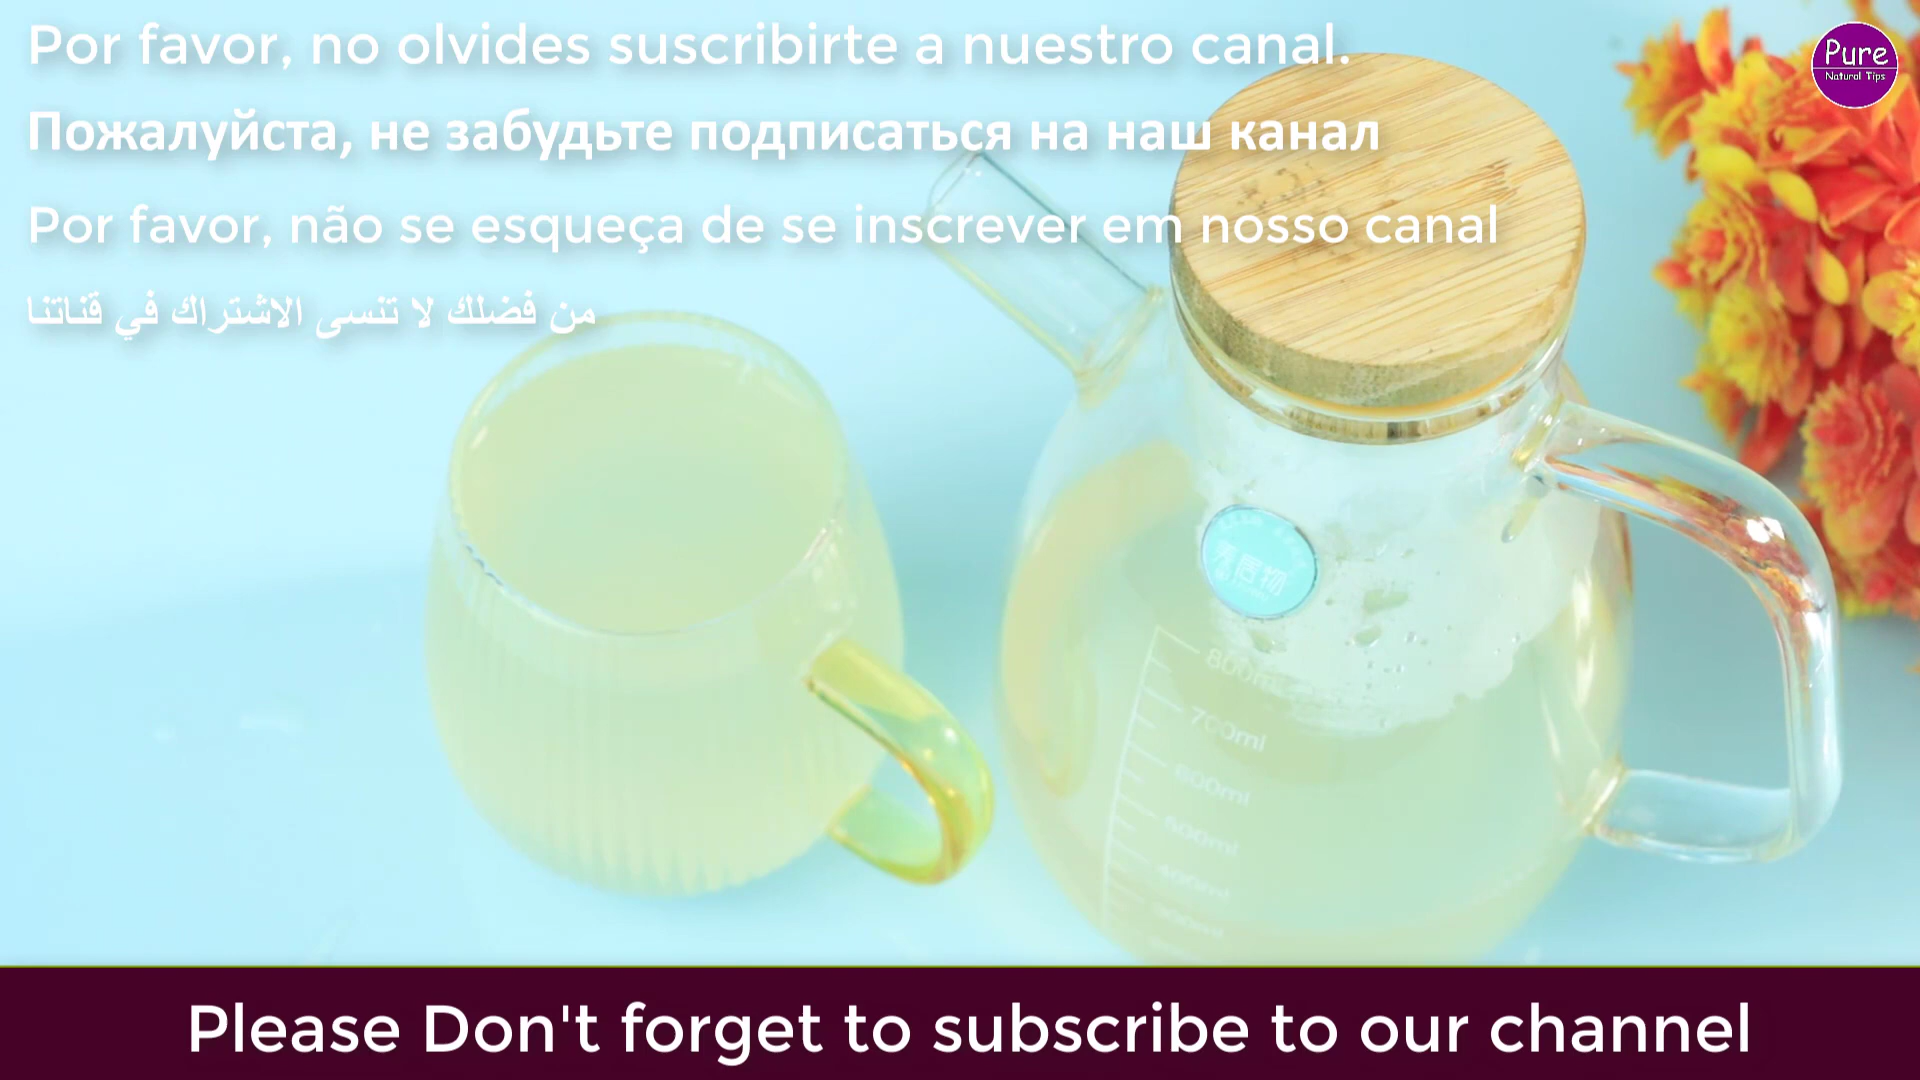 Por favor, no olvides suscribirte a nuestro canal.
Пожалуйста, не забудьте подписаться на наш канал
Por favor, não se esqueça de se inscrever em nosso canal
من فضلك لا تنسى الاشتراك في قناتنا
Pure
Natural Tips
800ml
700ml
600ml
500ml
400ml
300ml
Please Don't forget to subscribe to our channel